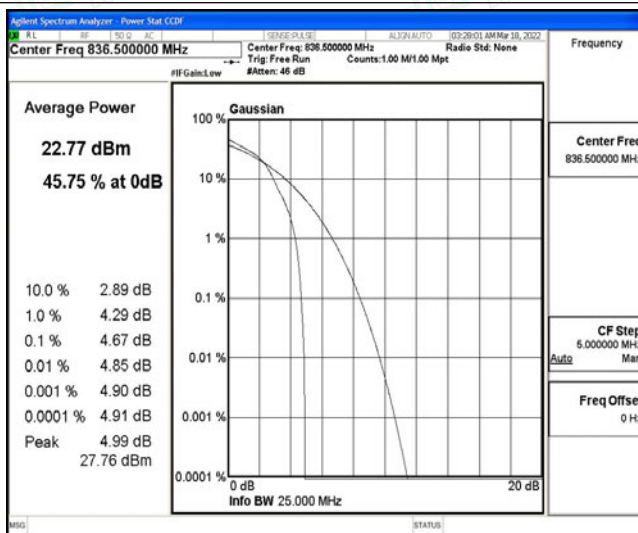 Agilent Spectrum Analyzer - Power Stat CCDF
RL RF 50 Ω AC SENSE:PULSE ALIGN AUTO 03:28:01 AM Mar 18, 2022
Center Freq 836.500000 MHz
Center Freq: 836.500000 MHz Radio Std: None
Trig: Free Run Counts:1.00 M/1.00 Mpt
#IFGain:Low #Atten: 46 dB
Frequency
Average Power
22.77 dBm
45.75 % at 0dB
10.0 % 2.89 dB
1.0 % 4.29 dB
0.1 % 4.67 dB
0.01 % 4.85 dB
0.001 % 4.90 dB
0.0001 % 4.91 dB
Peak 4.99 dB
27.76 dBm
Gaussian
100 %
10 %
1 %
0.1 %
0.01 %
0.001 %
0.0001 %
0 dB 20 dB
Info BW 25.000 MHz
Center Freq
836.500000 MHz
CF Step
5.000000 MHz
Auto Man
Freq Offset
0 Hz
MSG STATUS